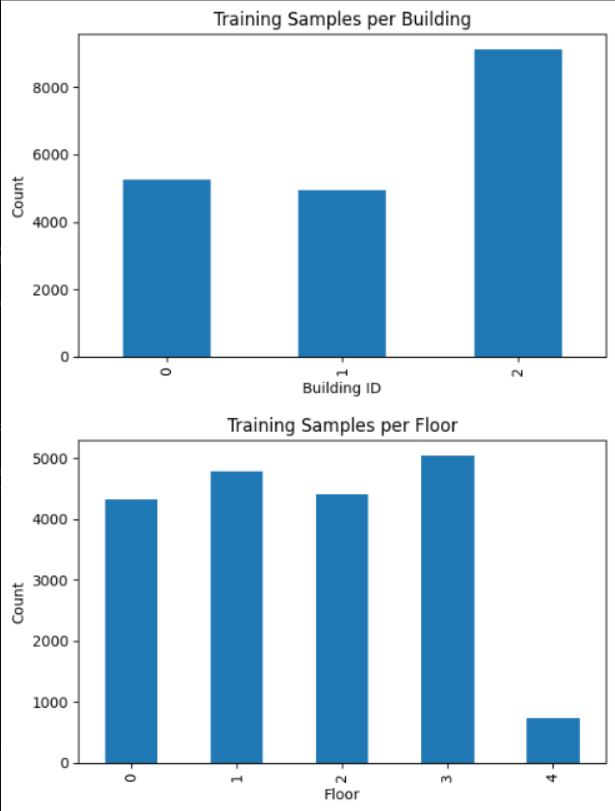 Training Samples per Building
8000
6000
4000
2000
0
Count
0 1 2
Building ID
Training Samples per Floor
5000
4000
3000
2000
1000
0
Count
0 1 2 3 4
Floor